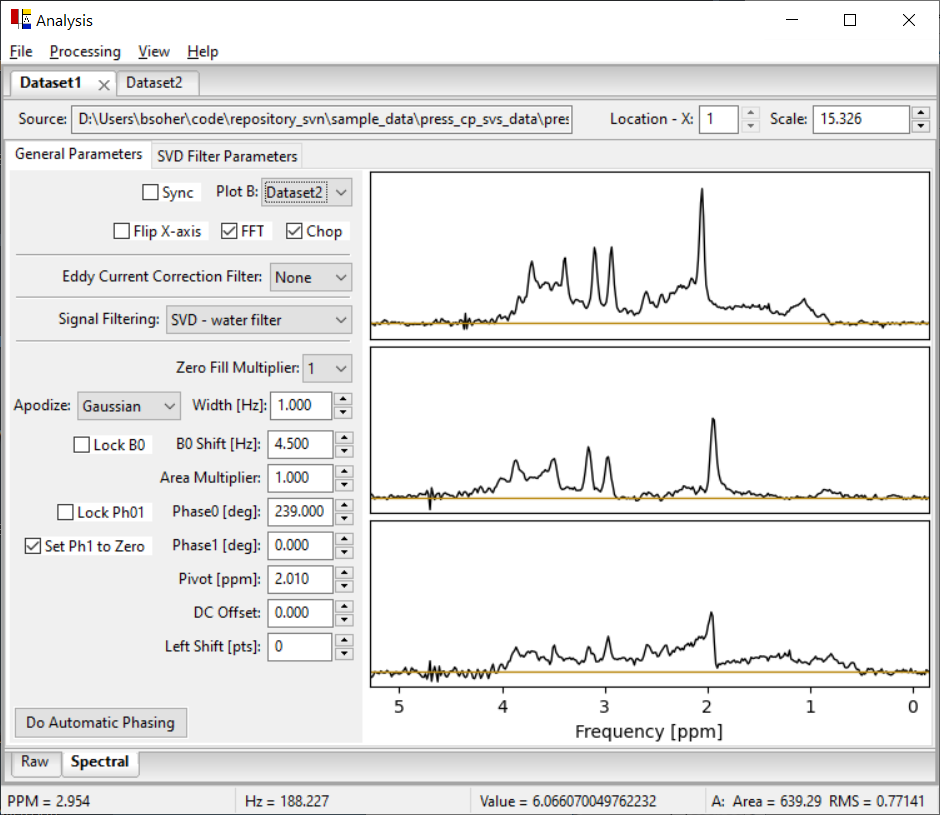 Analysis
File Processing View Help
Dataset1 Dataset2
Source: D:\Users\bsoher\code\repository_svn\sample_data\press_cp_svs_data\pres Location - X: 1 Scale: 15.326
General Parameters SVD Filter Parameters
Sync Plot B: Dataset2
Flip X-axis FFT Chop
Eddy Current Correction Filter: None
Signal Filtering: SVD - water filter
Zero Fill Multiplier: 1
Apodize: Gaussian Width [Hz]: 1.000
Lock B0 B0 Shift [Hz]: 4.500
Area Multiplier: 1.000
Lock Ph01 Phase0 [deg]: 239.000
Set Ph1 to Zero Phase1 [deg]: 0.000
Pivot [ppm]: 2.010
DC Offset: 0.000
Left Shift [pts]: 0
5 4 3 2 1 0
Frequency [ppm]
Do Automatic Phasing
Raw Spectral
PPM = 2.954 Hz = 188.227 Value = 6.066070049762232 A: Area = 639.29 RMS = 0.77141